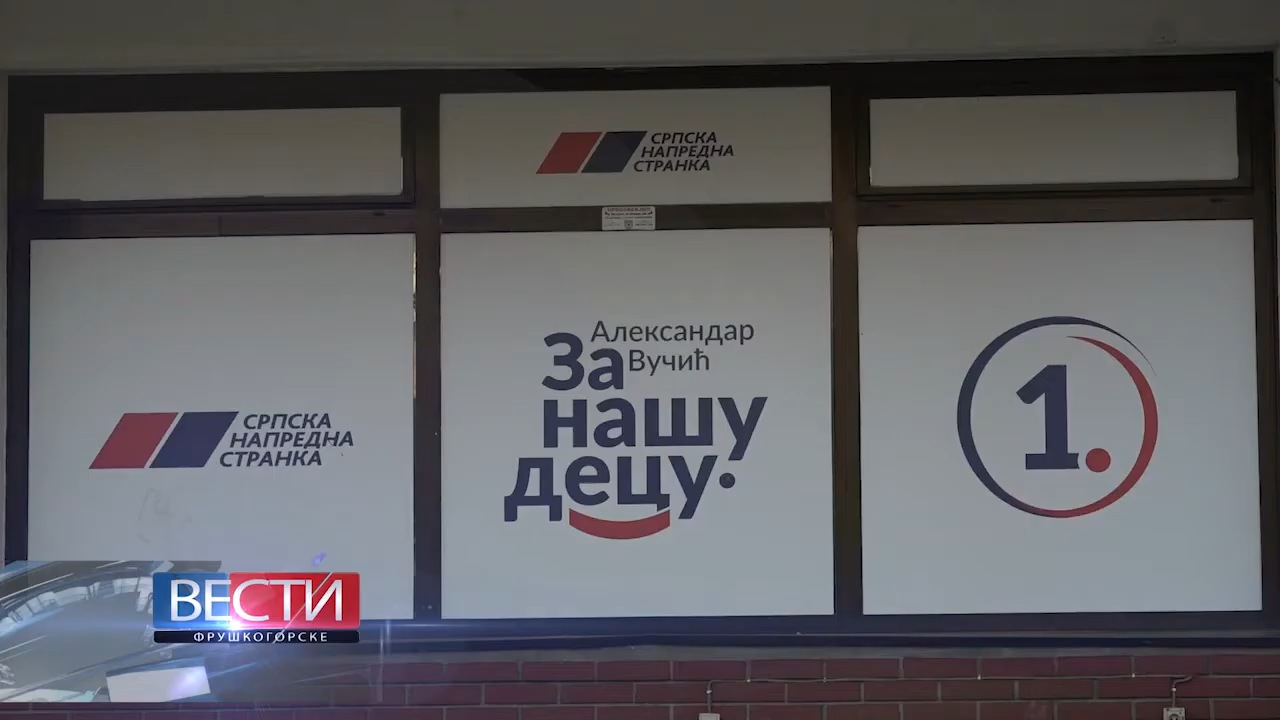 СРПСКА
НАПРЕДНА
СТРАНКА
СРПСКА
НАПРЕДНА
СТРАНКА
Александар
Вучић
За
нашу
децу.
1.
ВЕСТИ
ФРУШКОГОРСКЕ